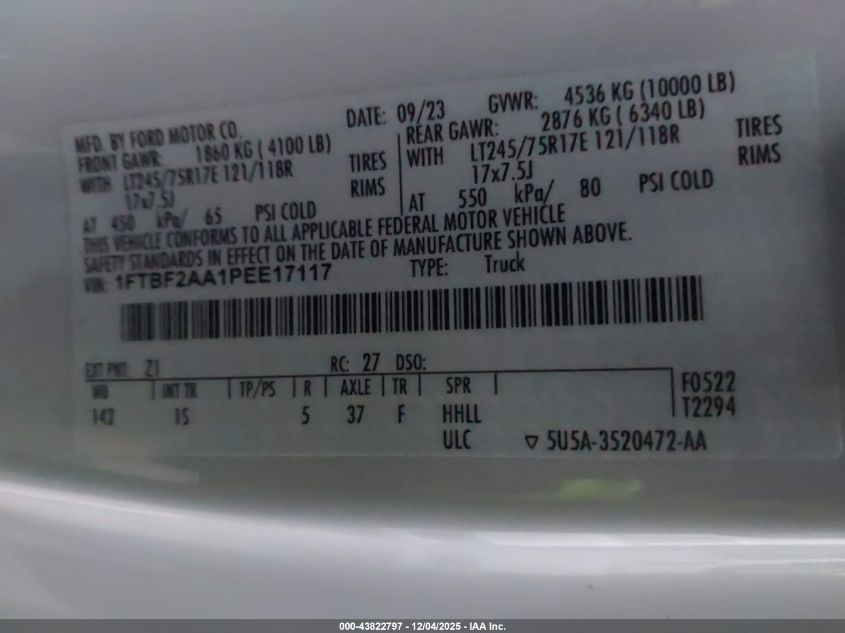 MFD. BY FORD MOTOR CO.
DATE: 09/23 GVWR: 4536 KG (10000 LB)
FRONT GAWR: 1860 KG ( 4100 LB)
REAR GAWR: 2876 KG ( 6340 LB)
WITH LT245/75R17E 121/118R TIRES
17x7.5J RIMS
AT 450 kPa/ 65 PSI COLD
WITH LT245/75R17E 121/118R TIRES
17x7.5J RIMS
AT 550 kPa/ 80 PSI COLD
THIS VEHICLE CONFORMS TO ALL APPLICABLE FEDERAL MOTOR VEHICLE
SAFETY STANDARDS IN EFFECT ON THE DATE OF MANUFACTURE SHOWN ABOVE.
VIN: 1FTBF2AA1PEE17117 TYPE: Truck
EXT PNT: Z1 RC: 27 DSO:
WB INT TR TP/PS R AXLE TR SPR F0522
142 15 5 37 F HHLL T2294
ULC 5U5A-3520472-AA
000-43822797 - 12/04/2025 - IAA Inc.